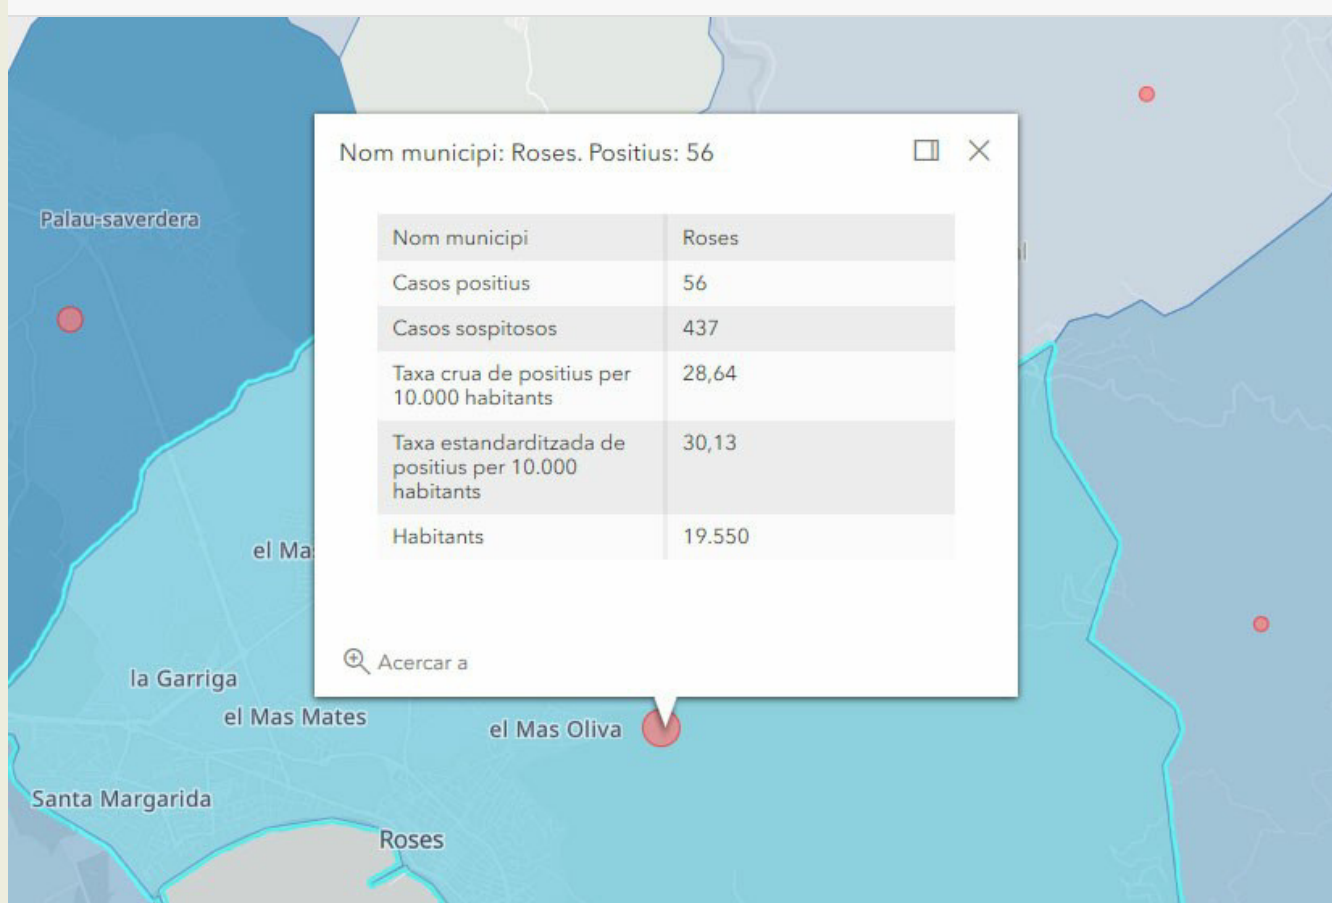 Nom municipi: Roses. Positius: 56
Palau-saverdera
Nom municipi Roses
Casos positius 56
Casos sospitosos 437
Taxa crua de positius per 28,64
10.000 habitants
Taxa estandarditzada de 30,13
positius per 10.000
habitants
Habitants 19.550
el Mas
Acercar a
la Garriga
el Mas Mates
el Mas Oliva
Santa Margarida
Roses